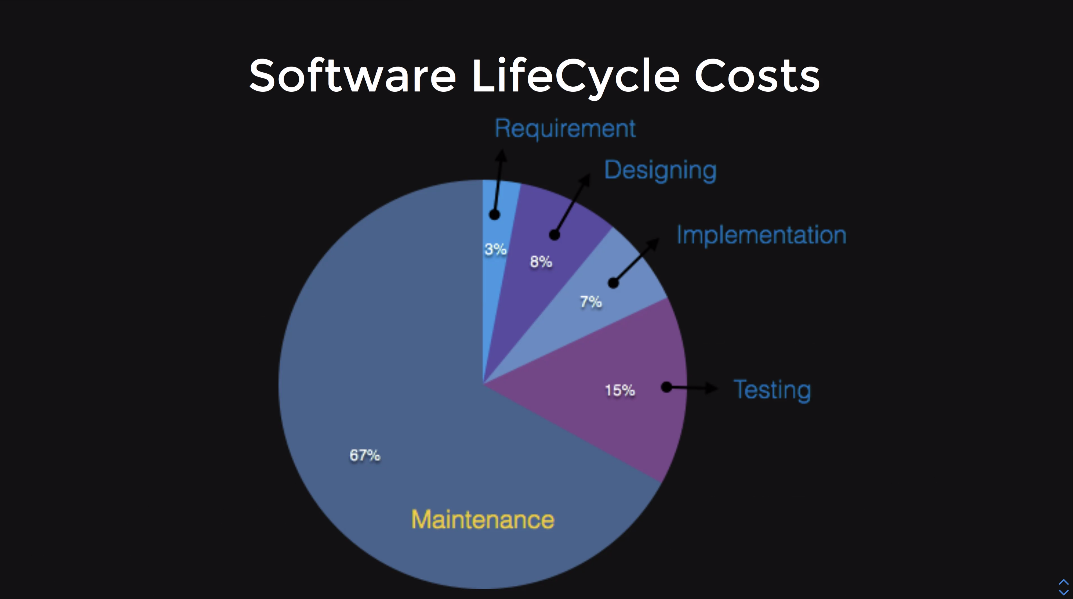 Software LifeCycle Costs
Requirement
Designing
Implementation
3%
8%
7%
15%
Testing
67%
Maintenance